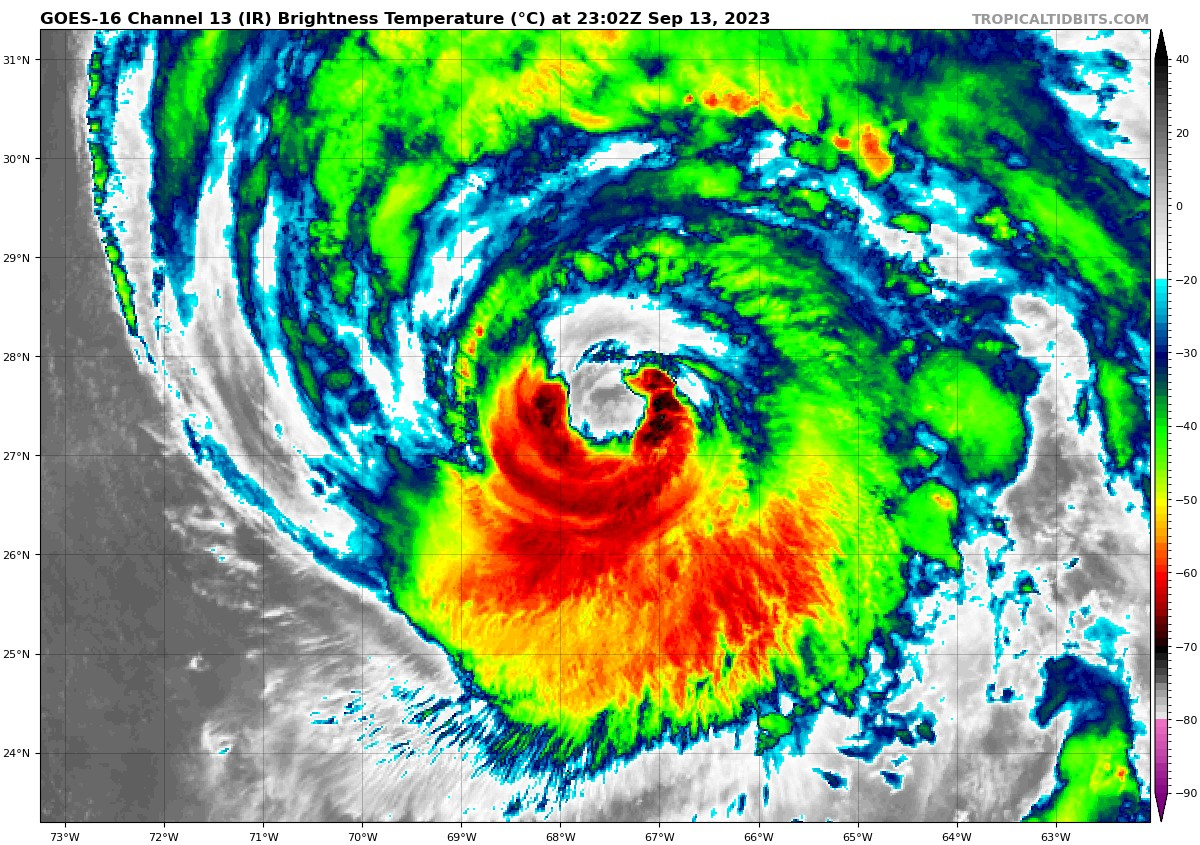 GOES-16 Channel 13 (IR) Brightness Temperature (°C) at 23:02Z Sep 13, 2023
TROPICALTIDBITS.COM
31°N
30°N
29°N
28°N
27°N
26°N
25°N
24°N
73°W
72°W
71°W
70°W
69°W
68°W
67°W
66°W
65°W
64°W
63°W
40
20
0
−20
−30
−40
−50
−60
−70
−80
−90